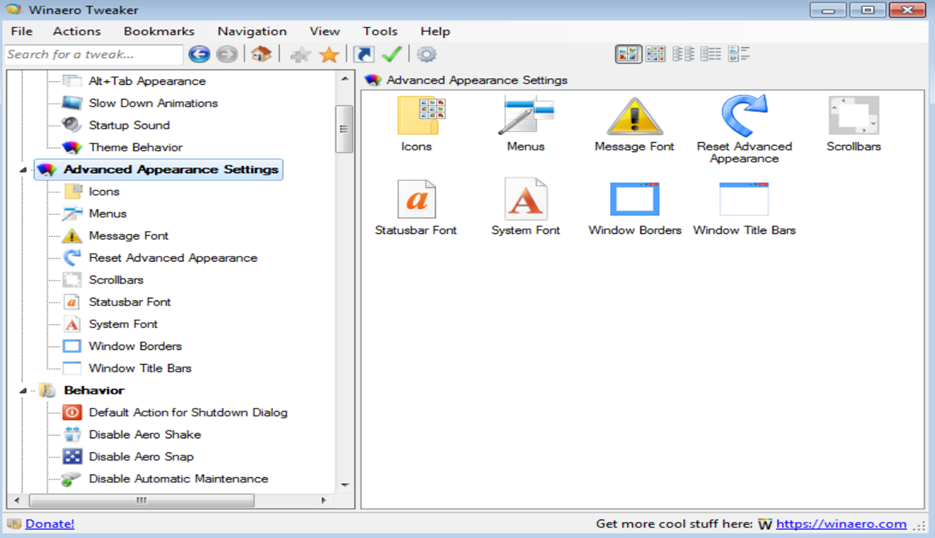 Winaero Tweaker
File Actions Bookmarks Navigation View Tools Help
Search for a tweak...
Alt+Tab Appearance
Slow Down Animations
Startup Sound
Theme Behavior
Advanced Appearance Settings
Icons
Menus
Message Font
Reset Advanced Appearance
Scrollbars
Statusbar Font
System Font
Window Borders
Window Title Bars
Behavior
Default Action for Shutdown Dialog
Disable Aero Shake
Disable Aero Snap
Disable Automatic Maintenance
Advanced Appearance Settings
Icons Menus Message Font Reset Advanced Scrollbars
Appearance
Statusbar Font System Font Window Borders Window Title Bars
Donate! Get more cool stuff here: W https://winaero.com